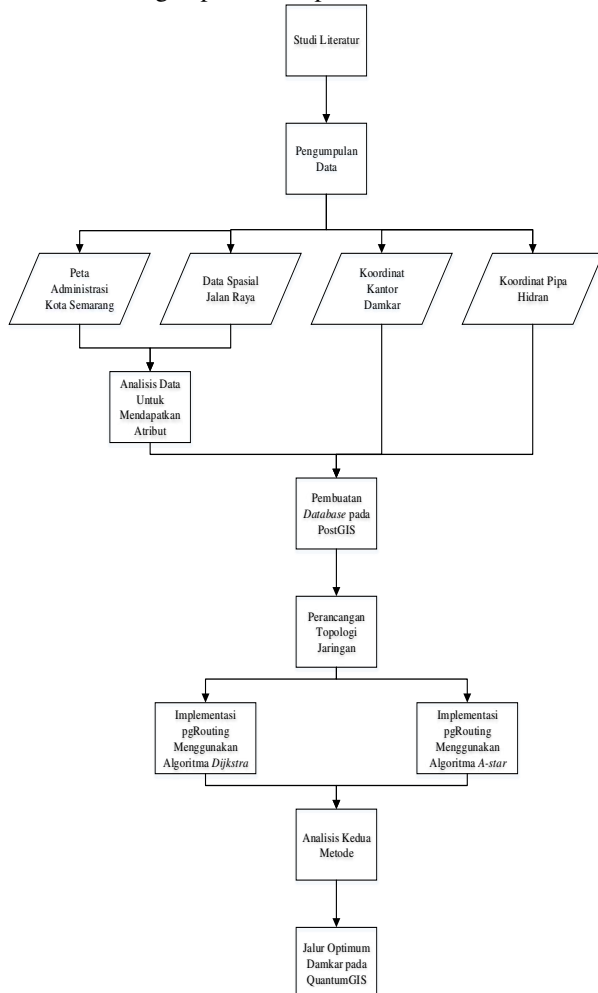 Studi Literatur
Pengumpulan
Data
Peta
Administrasi
Kota Semarang
Data Spasial
Jalan Raya
Koordinat
Kantor
Damkar
Koordinat Pipa
Hidran
Analisis Data
Untuk
Mendapatkan
Atribut
Pembuatan
Database pada
PostGIS
Perancangan
Topologi
Jaringan
Implementasi
pgRouting
Menggunakan
Algoritma Dijkstra
Implementasi
pgRouting
Menggunakan
Algoritma A-star
Analisis Kedua
Metode
Jalur Optimum
Damkar pada
QuantumGIS